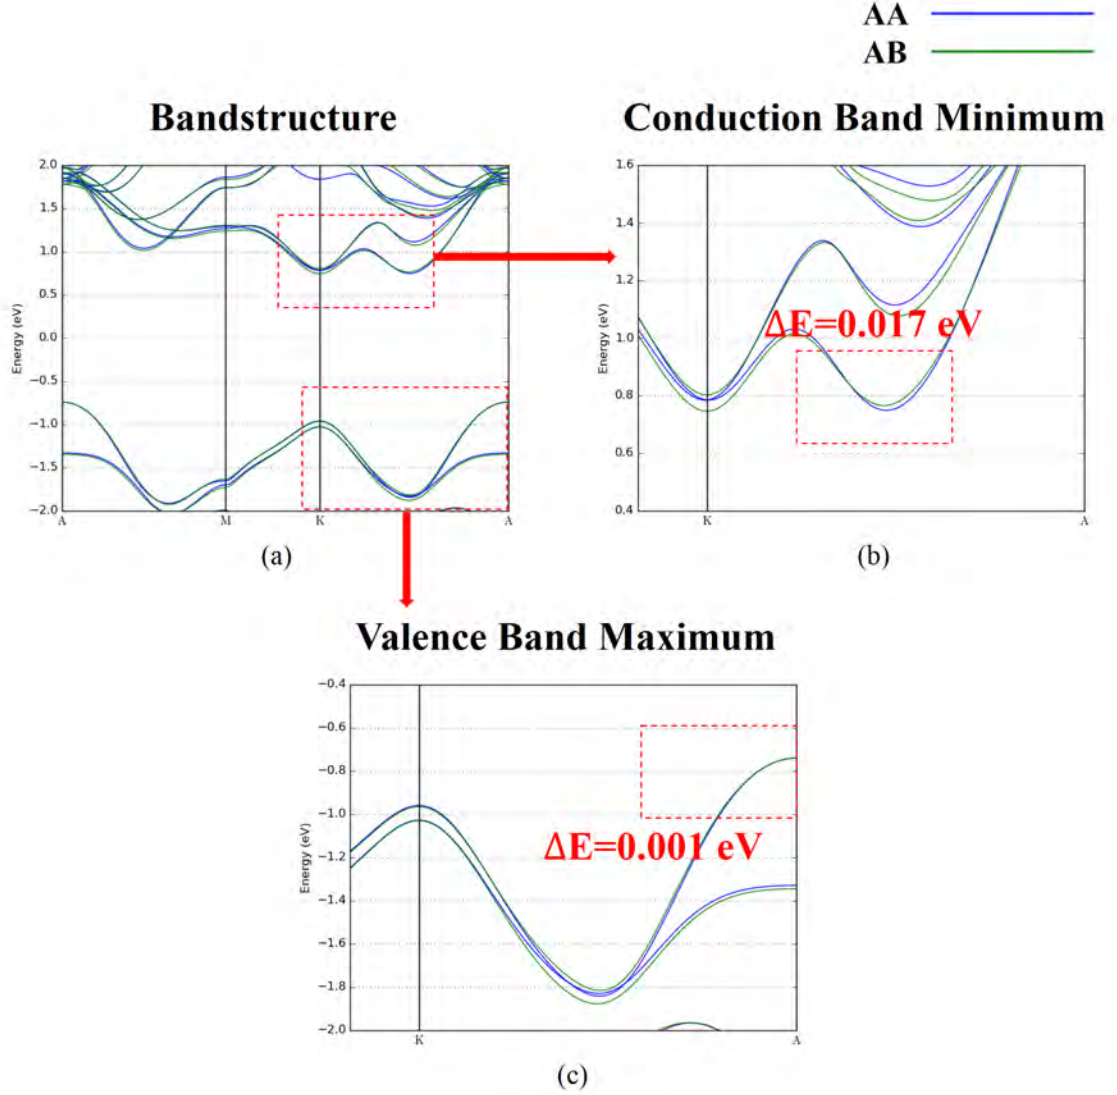 AA
AB
Bandstructure
Conduction Band Minimum
2.0
1.5
1.0
0.5
0.0
−0.5
−1.0
−1.5
−2.0
Energy (eV)
A M K A
(a)
1.6
1.4
1.2
1.0
0.8
0.6
0.4
Energy (eV)
ΔE=0.017 eV
K A
(b)
Valence Band Maximum
−0.4
−0.6
−0.8
−1.0
−1.2
−1.4
−1.6
−1.8
−2.0
Energy (eV)
ΔE=0.001 eV
K A
(c)